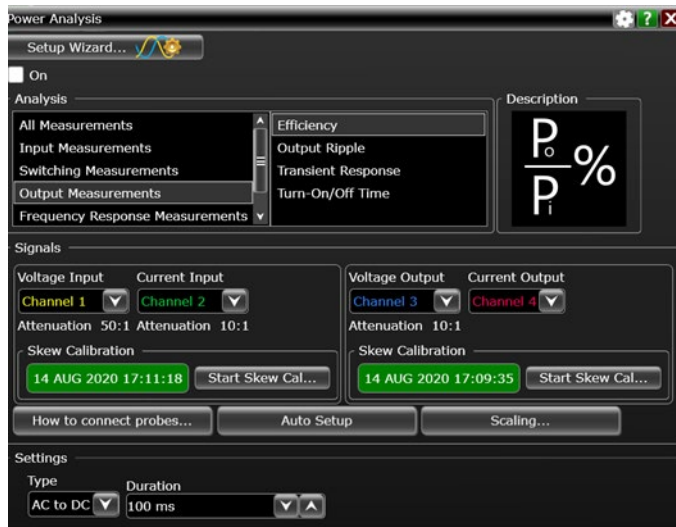 Power Analysis
?
X
Setup Wizard...
On
Analysis
All Measurements
Input Measurements
Switching Measurements
Output Measurements
Frequency Response Measurements
Efficiency
Output Ripple
Transient Response
Turn-On/Off Time
Description
Po
Pi
%
Signals
Voltage Input Current Input
Channel 1 Channel 2
Attenuation 50:1 Attenuation 10:1
Skew Calibration
14 AUG 2020 17:11:18 Start Skew Cal...
Voltage Output Current Output
Channel 3 Channel 4
Attenuation 10:1
Skew Calibration
14 AUG 2020 17:09:35 Start Skew Cal...
How to connect probes... Auto Setup Scaling...
Settings
Type Duration
AC to DC 100 ms